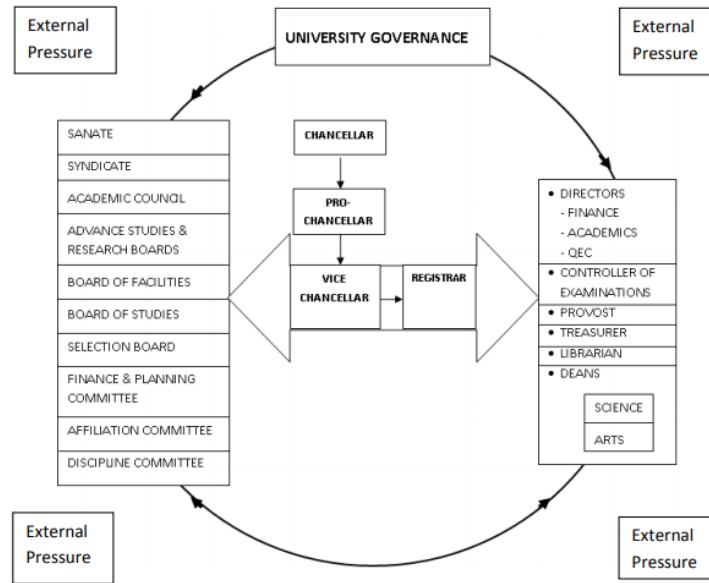 External
Pressure
UNIVERSITY GOVERNANCE
External
Pressure
SANATE
SYNDICATE
ACADEMIC COUNCIL
ADVANCE STUDIES &
RESEARCH BOARDS
BOARD OF FACILITIES
BOARD OF STUDIES
SELECTION BOARD
FINANCE & PLANNING
COMMITTEE
AFFILIATION COMMITTEE
DISCIPLINE COMMITTEE
CHANCELLAR
PRO-
CHANCELLAR
VICE
CHANCELLAR
REGISTRAR
• DIRECTORS
- FINANCE
- ACADEMICS
- QEC
• CONTROLLER OF
EXAMINATIONS
• PROVOST
• TREASURER
• LIBRARIAN
• DEANS
SCIENCE
ARTS
External
Pressure
External
Pressure